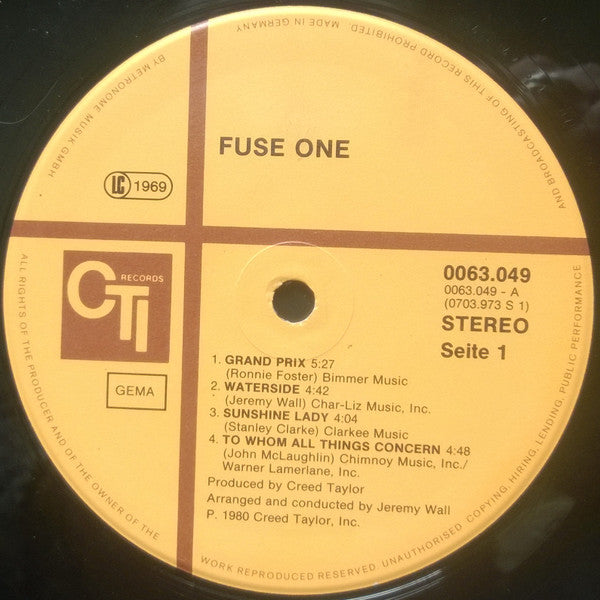 FUSE ONE
LC 1969
CTI RECORDS
GEMA
0063.049
0063.049 - A
(0703.973 S 1)
STEREO
Seite 1
1. GRAND PRIX 5:27
(Ronnie Foster) Bimmer Music
2. WATERSIDE 4:42
(Jeremy Wall) Char-Liz Music, Inc.
3. SUNSHINE LADY 4:04
(Stanley Clarke) Clarkee Music
4. TO WHOM ALL THINGS CONCERN 4:48
(John McLaughlin) Chimnoy Music, Inc./
Warner Lamerlane, Inc.
Produced by Creed Taylor
Arranged and conducted by Jeremy Wall
P. 1980 Creed Taylor, Inc.
ALL RIGHTS OF THE PRODUCER AND OF THE OWNER OF THE WORK REPRODUCED RESERVED. UNAUTHORISED COPYING, HIRING, LENDING, PUBLIC PERFORMANCE AND BROADCASTING OF THIS RECORD PROHIBITED. MADE IN GERMANY BY METRONOME MUSIK GMBH